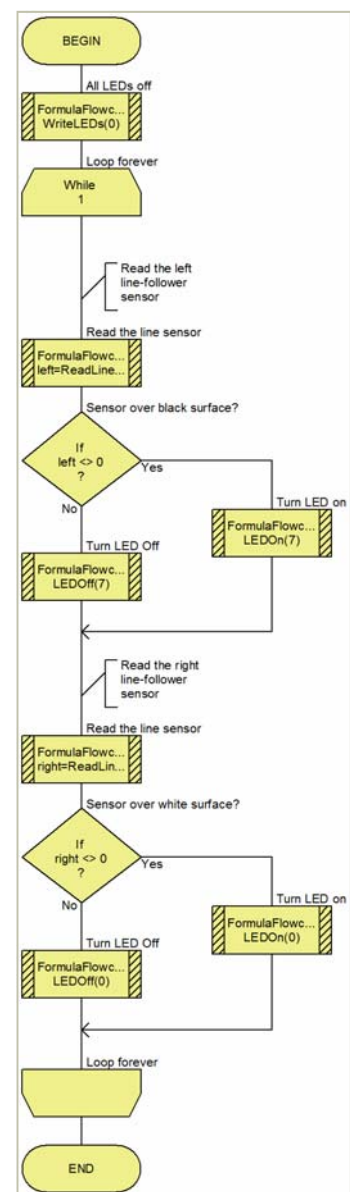 BEGIN
All LEDs off
FormulaFlowc...
WriteLEDs(0)
Loop forever
While
1
Read the left
line-follower
sensor
Read the line sensor
FormulaFlowc...
left=ReadLine...
Sensor over black surface?
If
left <> 0
?
Yes
No
Turn LED on
FormulaFlowc...
LEDOn(7)
Turn LED Off
FormulaFlowc...
LEDOff(7)
Read the right
line-follower
sensor
Read the line sensor
FormulaFlowc...
right=ReadLin...
Sensor over white surface?
If
right <> 0
?
Yes
No
Turn LED on
FormulaFlowc...
LEDOn(0)
Turn LED Off
FormulaFlowc...
LEDOff(0)
Loop forever
END